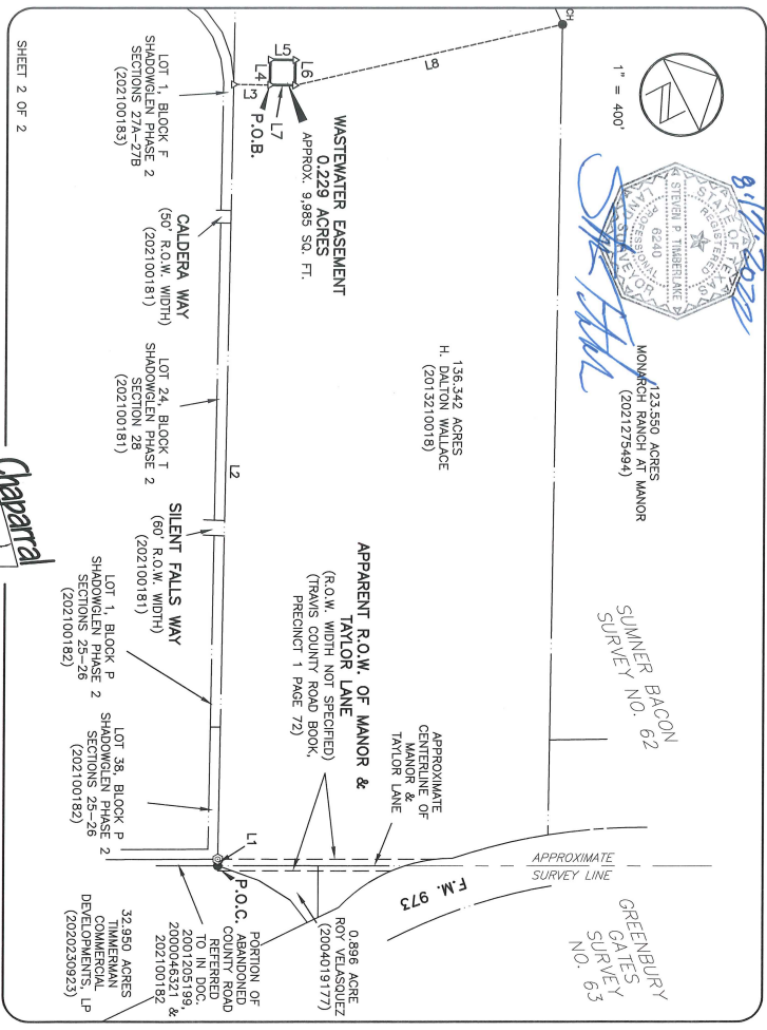 1" = 400'
8.17.2022
STATE OF TEXAS
REGISTERED
STEVEN P. TIMBERLAKE
6240
PROFESSIONAL
LAND SURVEYOR
123.550 ACRES
MONARCH RANCH AT MANOR
(2021275494)
SUMNER BACON
SURVEY NO. 62
GREENBURY
GATES
SURVEY
NO. 63
CH
L8
136.342 ACRES
H. DALTON WALLACE
(2013210018)
APPROXIMATE
SURVEY LINE
F.M. 973
APPROXIMATE
CENTERLINE OF
MANOR &
TAYLOR LANE
WASTEWATER EASEMENT
0.229 ACRES
APPROX. 9,985 SQ. FT.
APPARENT R.O.W. OF MANOR &
TAYLOR LANE
(R.O.W. WIDTH NOT SPECIFIED)
(TRAVIS COUNTY ROAD BOOK,
PRECINCT 1 PAGE 72)
0.896 ACRE
ROY VELASQUEZ
(2004019177)
L5
L6
L4
L7
L3
P.O.B.
L2
L1
P.O.C.
PORTION OF
ABANDONED
COUNTY ROAD
REFERRED
TO IN DOC.
2001205199,
2000046321 &
202100182
LOT 1, BLOCK F
SHADOWGLEN PHASE 2
SECTIONS 27A-27B
(202100183)
CALDERA WAY
(50' R.O.W. WIDTH)
(202100181)
LOT 24, BLOCK T
SHADOWGLEN PHASE 2
SECTION 28
(202100181)
SILENT FALLS WAY
(60' R.O.W. WIDTH)
(202100181)
LOT 1, BLOCK P
SHADOWGLEN PHASE 2
SECTIONS 25-26
(202100182)
LOT 38, BLOCK P
SHADOWGLEN PHASE 2
SECTIONS 25-26
(202100182)
32.950 ACRES
TIMMERMAN
COMMERCIAL
DEVELOPMENTS, LP
(2020230923)
SHEET 2 OF 2
Chaparral